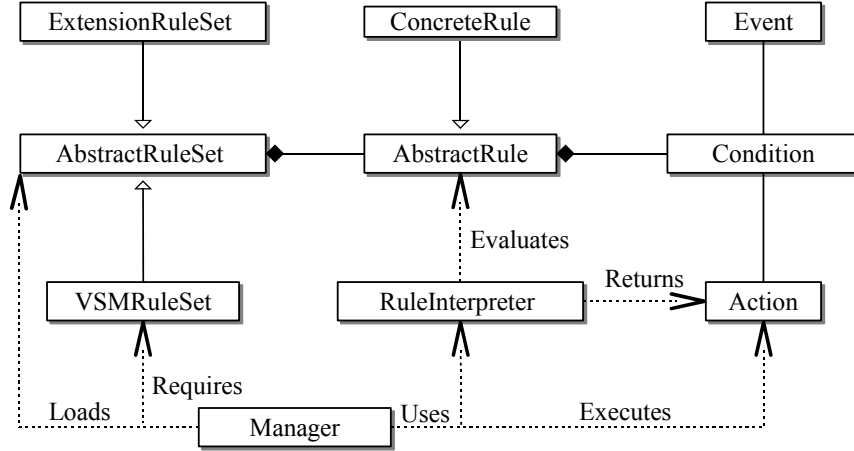 ExtensionRuleSet
ConcreteRule
Event
AbstractRuleSet
AbstractRule
Condition
Evaluates
Returns
VSMRuleSet
RuleInterpreter
Action
Requires
Loads
Uses
Executes
Manager